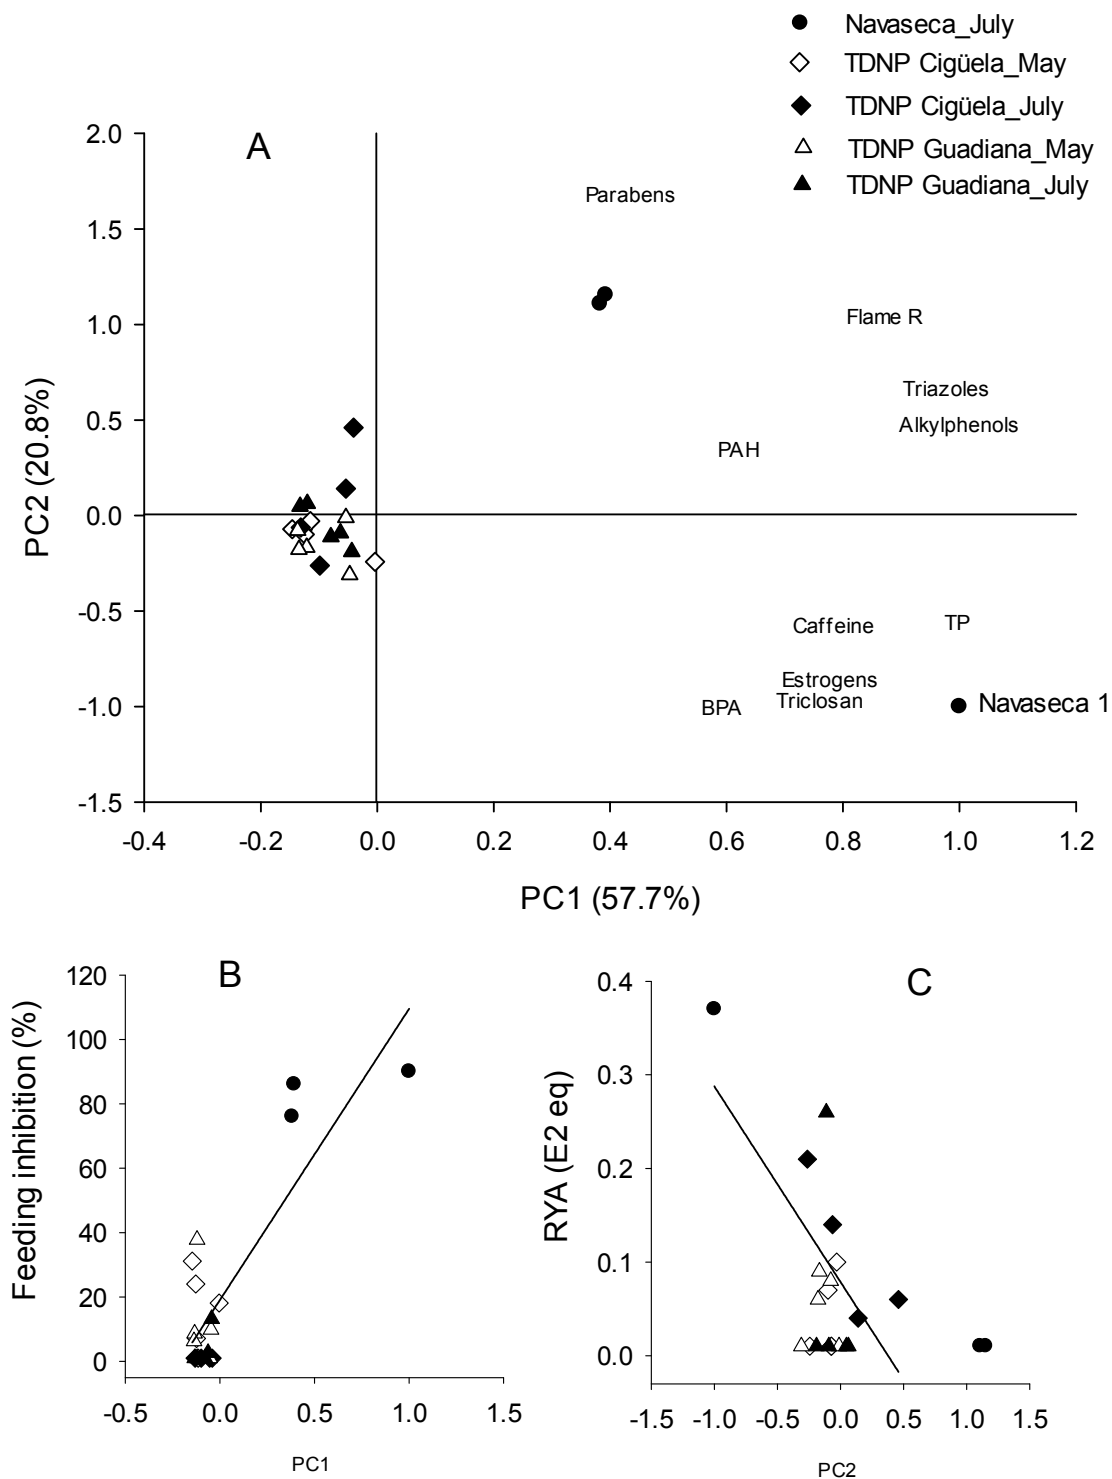 Navaseca_July
TDNP Cigüela_May
TDNP Cigüela_July
TDNP Guadiana_May
TDNP Guadiana_July
A
2.0
1.5
1.0
0.5
0.0
-0.5
-1.0
-1.5
PC2 (20.8%)
Parabens
Flame R
Triazoles
Alkylphenols
PAH
Caffeine
TP
Estrogens
Triclosan
BPA
Navaseca 1
-0.4 -0.2 0.0 0.2 0.4 0.6 0.8 1.0 1.2
PC1 (57.7%)
B
120
100
80
60
40
20
0
Feeding inhibition (%)
-0.5 0.0 0.5 1.0 1.5
PC1
C
0.4
0.3
0.2
0.1
0.0
RYA (E2 eq)
-1.5 -1.0 -0.5 0.0 0.5 1.0 1.5
PC2